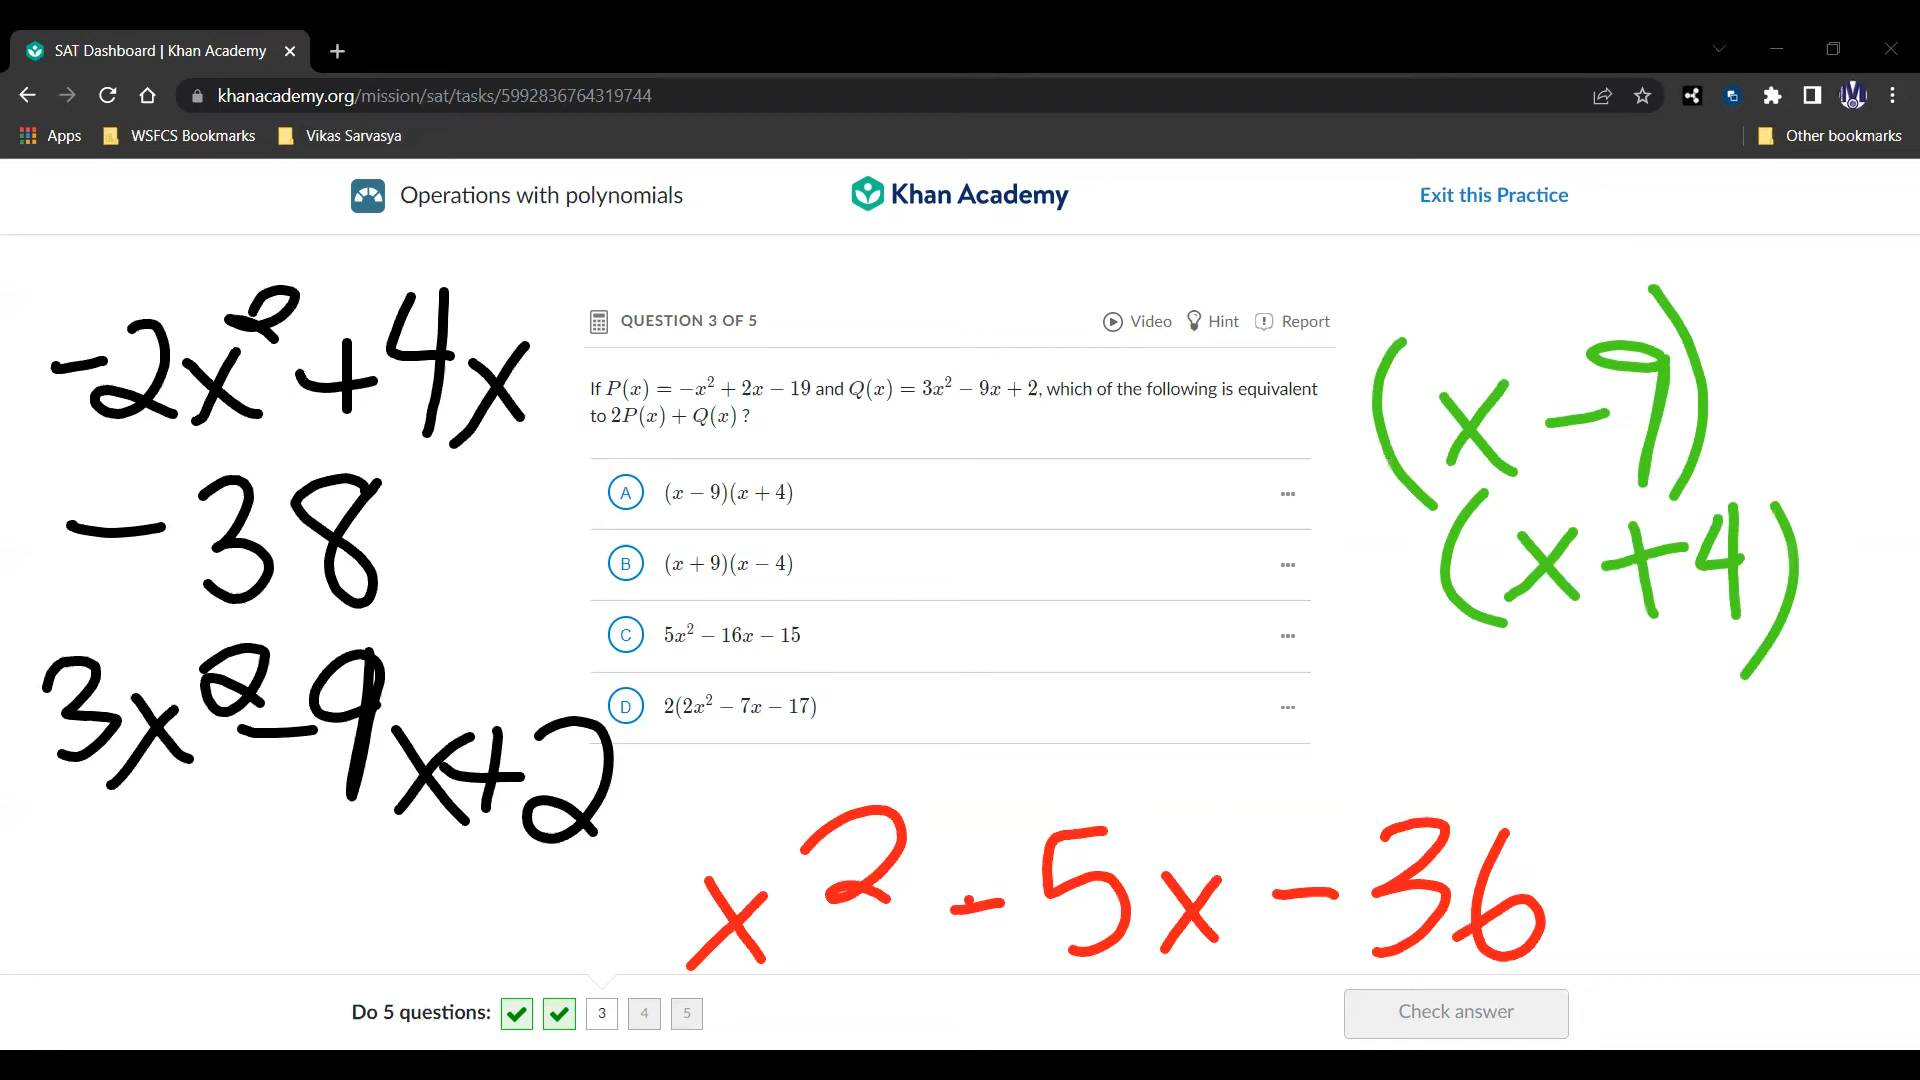 SAT Dashboard | Khan Academy
khanacademy.org/mission/sat/tasks/5992836764319744
Apps WSFCS Bookmarks Vikas Sarvasya Other bookmarks
Operations with polynomials Khan Academy Exit this Practice
QUESTION 3 OF 5 Video Hint Report
If P(x) = −x² + 2x − 19 and Q(x) = 3x² − 9x + 2, which of the following is equivalent
to 2P(x) + Q(x) ?
A (x − 9)(x + 4)
B (x + 9)(x − 4)
C 5x² − 16x − 15
D 2(2x² − 7x − 17)
-2x² + 4x
- 38
3x² - 9x + 2
(x - 9)
(x + 4)
x² - 5x - 36
Do 5 questions: 3 4 5 Check answer